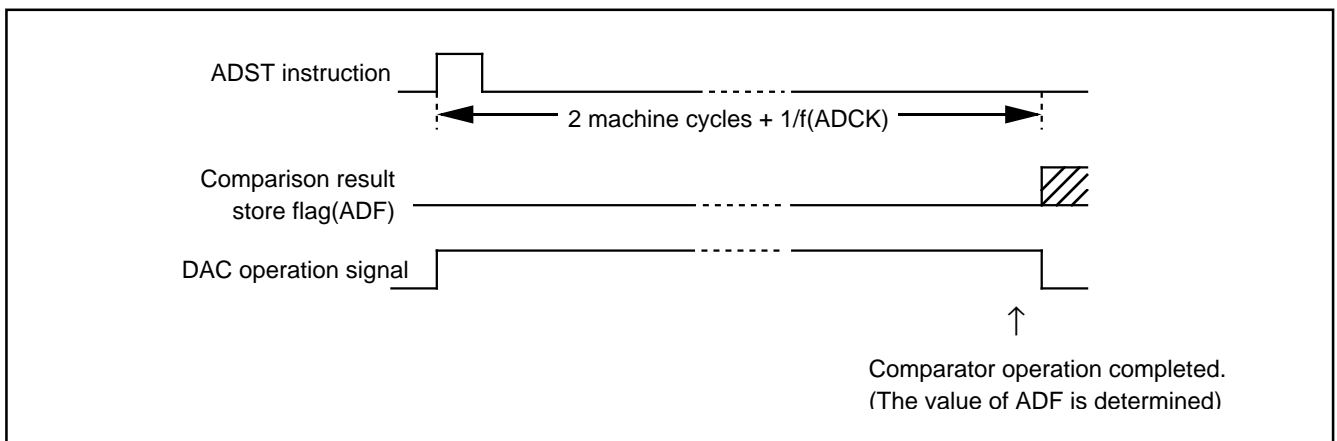 ADST instruction
2 machine cycles + 1/f(ADCK)
Comparison result
store flag(ADF)
DAC operation signal
↑
Comparator operation completed.
(The value of ADF is determined)